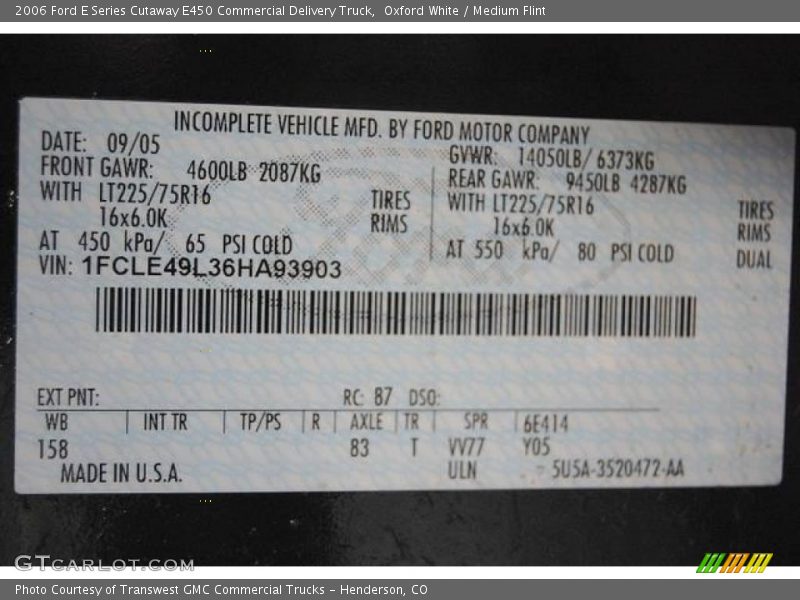 2006 Ford E Series Cutaway E450 Commercial Delivery Truck, Oxford White / Medium Flint
INCOMPLETE VEHICLE MFD. BY FORD MOTOR COMPANY
DATE: 09/05 GVWR: 14050LB/ 6373KG
FRONT GAWR: 4600LB 2087KG REAR GAWR: 9450LB 4287KG
WITH LT225/75R16 TIRES WITH LT225/75R16 TIRES
16x6.0K RIMS 16x6.0K RIMS
AT 450 kPa/ 65 PSI COLD AT 550 kPa/ 80 PSI COLD DUAL
VIN: 1FCLE49L36HA93903
EXT PNT: RC: 87 DSO:
WB INT TR TP/PS R AXLE TR SPR 6E414
158 83 T VV77 Y05
MADE IN U.S.A. ULN 5U5A-3520472-AA
GTCARLOT.COM
Photo Courtesy of Transwest GMC Commercial Trucks - Henderson, CO